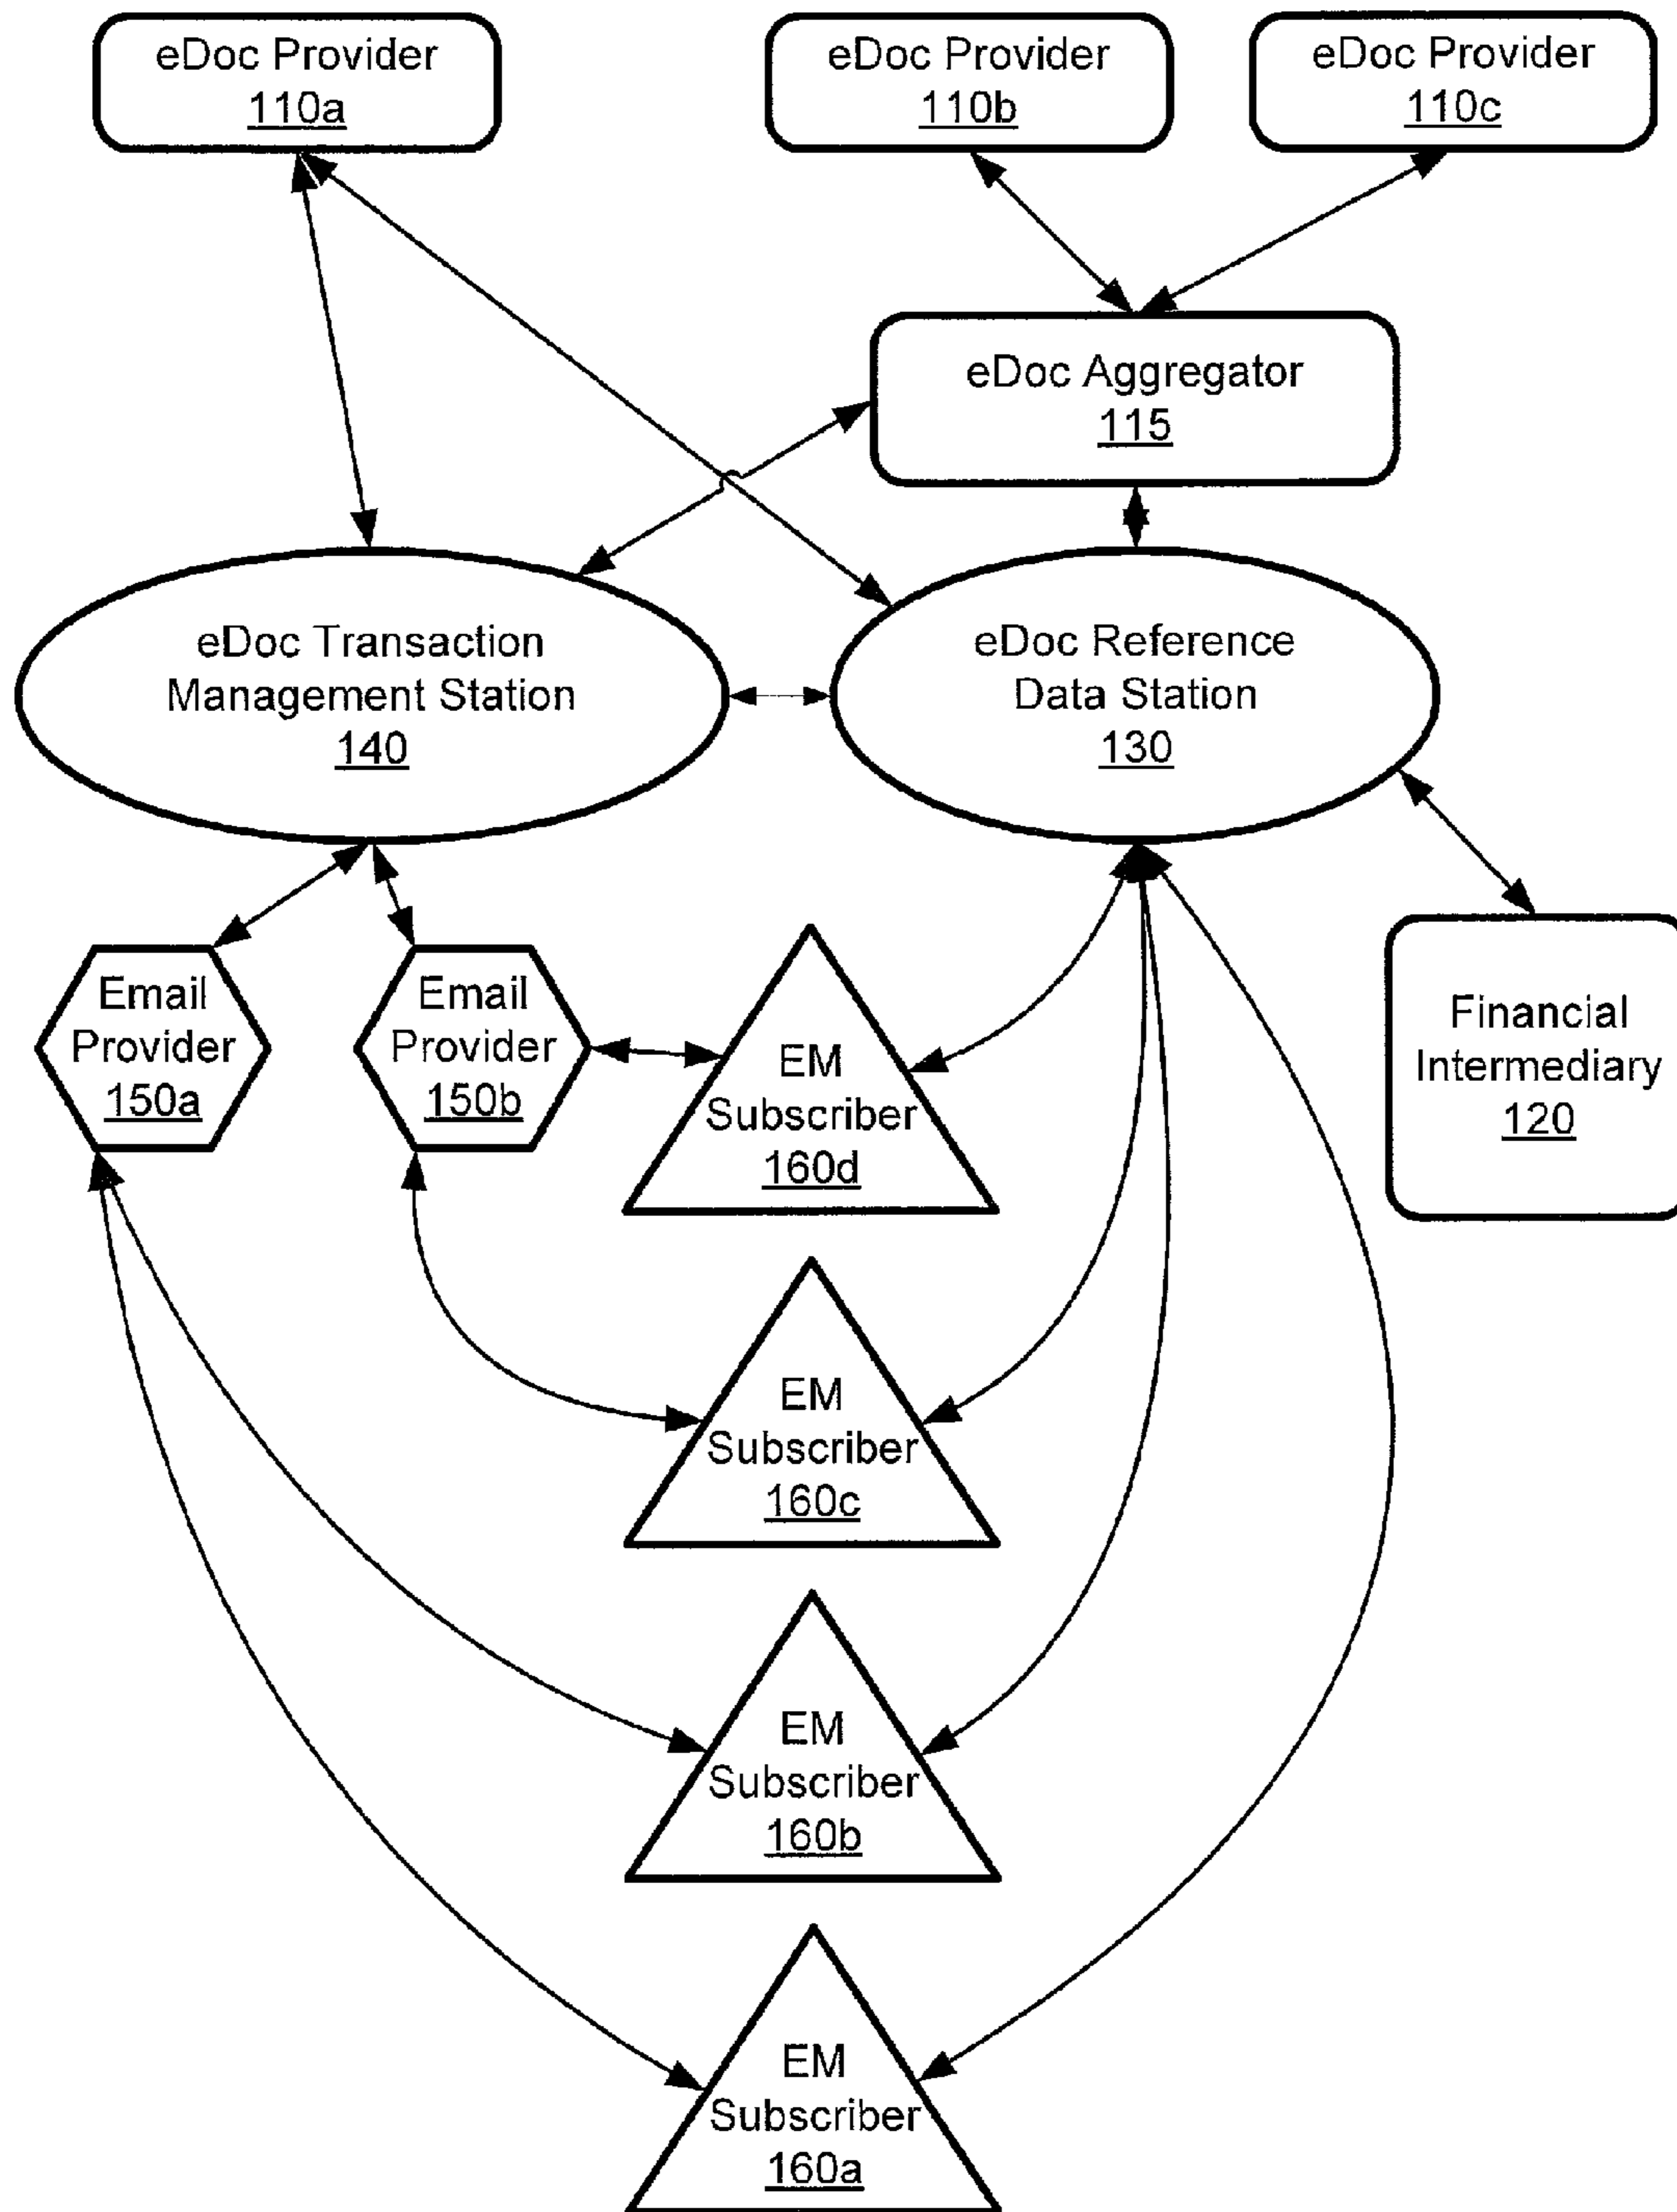 eDoc Provider
110a
eDoc Provider
110b
eDoc Provider
110c
eDoc Aggregator
115
eDoc Transaction
Management Station
140
eDoc Reference
Data Station
130
Email
Provider
150a
Email
Provider
150b
EM
Subscriber
160d
Financial
Intermediary
120
EM
Subscriber
160c
EM
Subscriber
160b
EM
Subscriber
160a